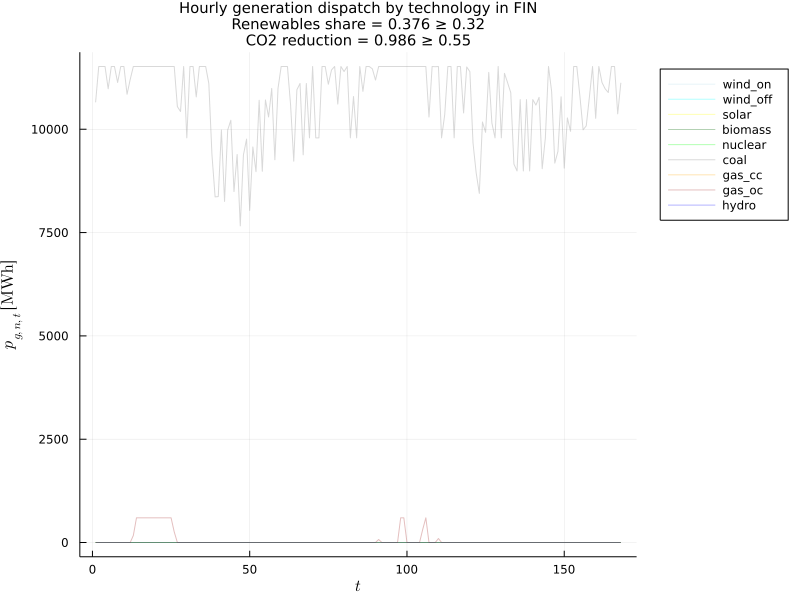 Hourly generation dispatch by technology in FIN
Renewables share = 0.376 ≥ 0.32
CO2 reduction = 0.986 ≥ 0.55
wind_on
wind_off
solar
biomass
nuclear
coal
gas_cc
gas_oc
hydro
10000
7500
5000
2500
0
p g, n, t [MWh]
0 50 100 150
t